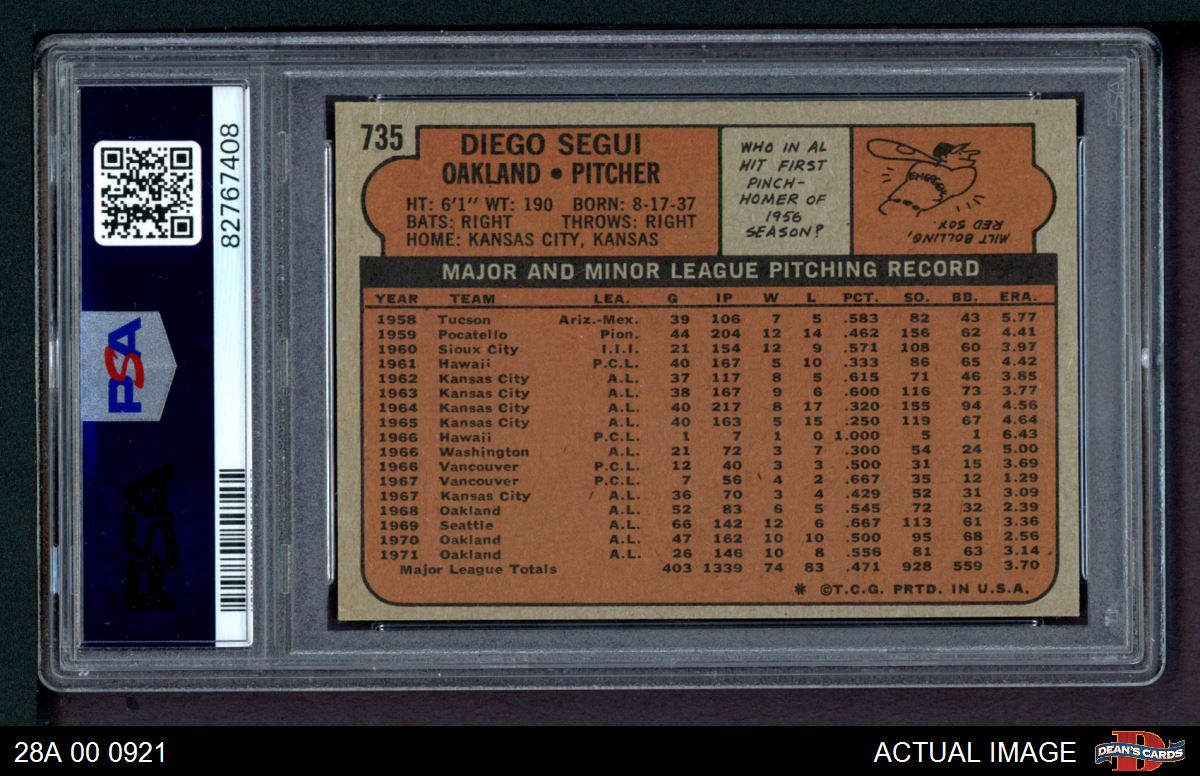 82767408
PSA
PSA
735
DIEGO SEGUI
OAKLAND • PITCHER
HT: 6'1" WT: 190 BORN: 8-17-37
BATS: RIGHT THROWS: RIGHT
HOME: KANSAS CITY, KANSAS
WHO IN AL
HIT FIRST
PINCH-
HOMER OF
1956
SEASON?
MILT BOLLING,
RED SOX.
MAJOR AND MINOR LEAGUE PITCHING RECORD
YEAR TEAM LEA. G IP W L PCT. SO. BB. ERA.
1958 Tucson Ariz.-Mex. 39 106 7 5 .583 82 43 5.77
1959 Pocatello Pion. 44 204 12 14 .462 156 62 4.41
1960 Sioux City I.I.I. 21 154 12 9 .571 108 60 3.97
1961 Hawaii P.C.L. 40 167 5 10 .333 86 65 4.42
1962 Kansas City A.L. 37 117 8 5 .615 71 46 3.85
1963 Kansas City A.L. 38 167 9 6 .600 116 73 3.77
1964 Kansas City A.L. 40 217 8 17 .320 155 94 4.56
1965 Kansas City A.L. 40 163 5 15 .250 119 67 4.64
1966 Hawaii P.C.L. 1 7 1 0 1.000 5 1 6.43
1966 Washington A.L. 21 72 3 7 .300 54 24 5.00
1966 Vancouver P.C.L. 12 40 3 3 .500 31 15 3.69
1967 Vancouver P.C.L. 7 56 4 2 .667 35 12 1.29
1967 Kansas City A.L. 36 70 3 4 .429 52 31 3.09
1968 Oakland A.L. 52 83 6 5 .545 72 32 2.39
1969 Seattle A.L. 66 142 12 6 .667 113 61 3.36
1970 Oakland A.L. 47 162 10 10 .500 95 68 2.56
1971 Oakland A.L. 26 146 10 8 .556 81 63 3.14
Major League Totals 403 1339 74 83 .471 928 559 3.70
* ©T.C.G. PRTD. IN U.S.A.
28A 00 0921
ACTUAL IMAGE
DEAN'S CARDS